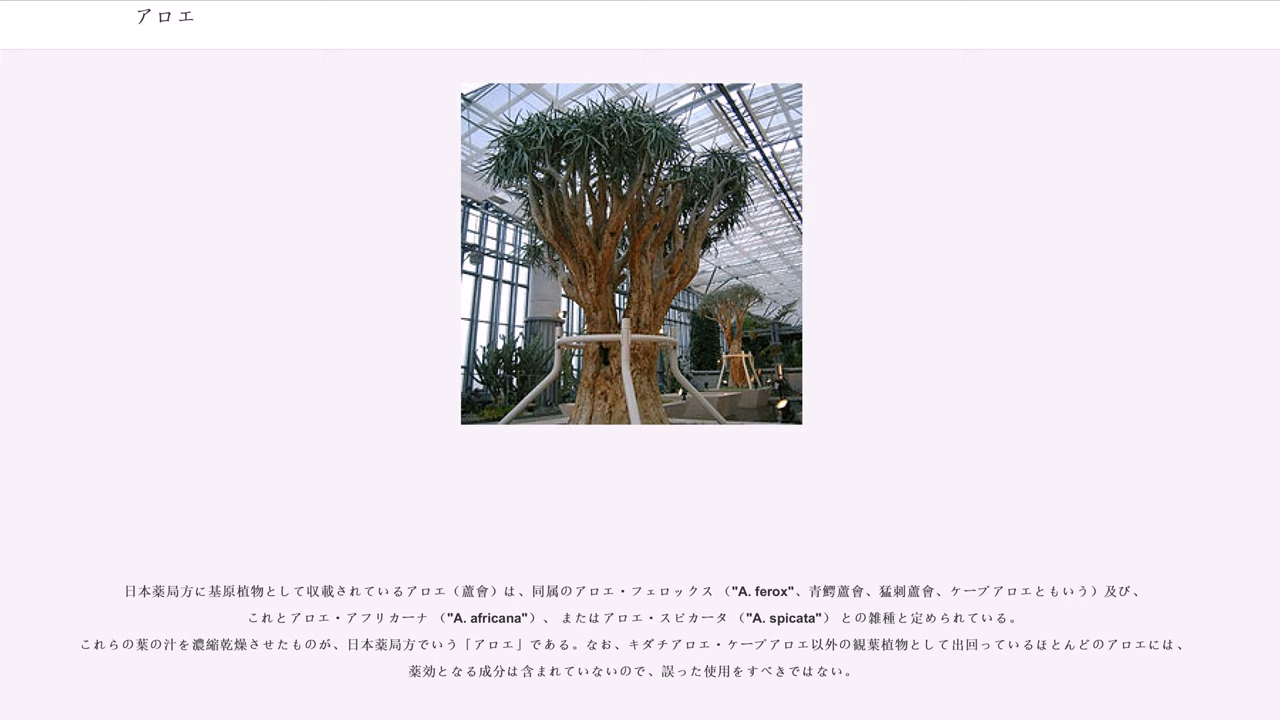 アロエ
日本薬局方に基原植物として収載されているアロエ（蘆會）は、同属のアロエ・フェロックス （"A. ferox"、青鰐蘆會、猛刺蘆會、ケープアロエともいう）及び、
これとアロエ・アフリカーナ （"A. africana"）、 またはアロエ・スピカータ （"A. spicata"） との雑種と定められている。
これらの葉の汁を濃縮乾燥させたものが、日本薬局方でいう「アロエ」である。なお、キダチアロエ・ケープアロエ以外の観葉植物として出回っているほとんどのアロエには、
薬効となる成分は含まれていないので、誤った使用をすべきではない。